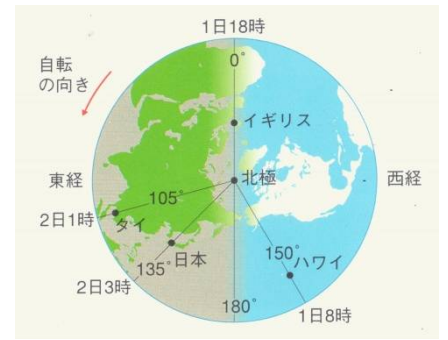 1日18時
自転
の向き
0°
イギリス
東経
北極
西経
105°
タイ
2日1時
日本
135°
2日3時
150°
ハワイ
180°
1日8時